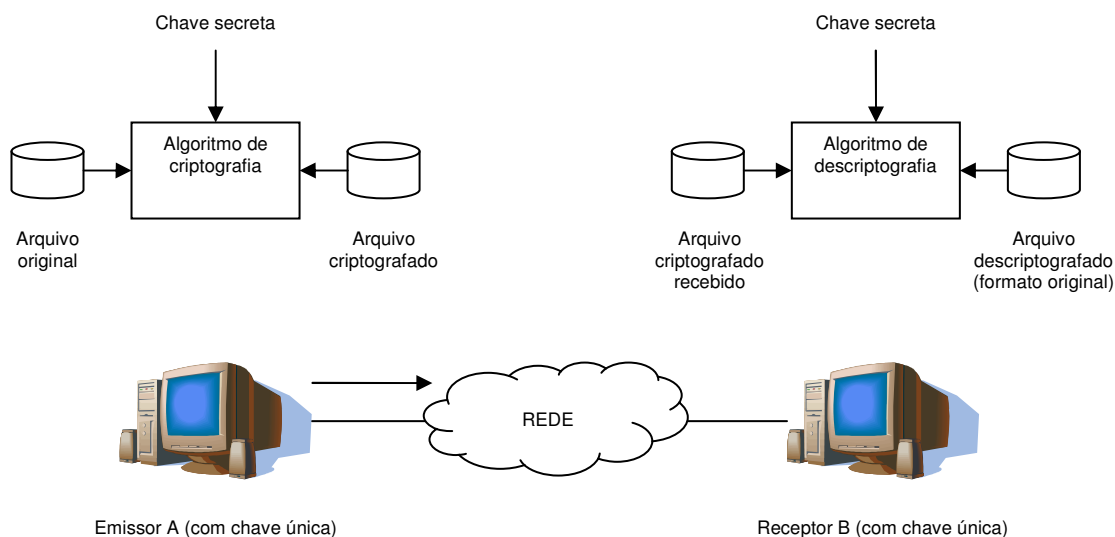 Chave secreta
Chave secreta
Algoritmo de
criptografia
Algoritmo de
descriptografia
Arquivo
original
Arquivo
criptografado
Arquivo
criptografado
recebido
Arquivo
descriptografado
(formato original)
REDE
Emissor A (com chave única)
Receptor B (com chave única)